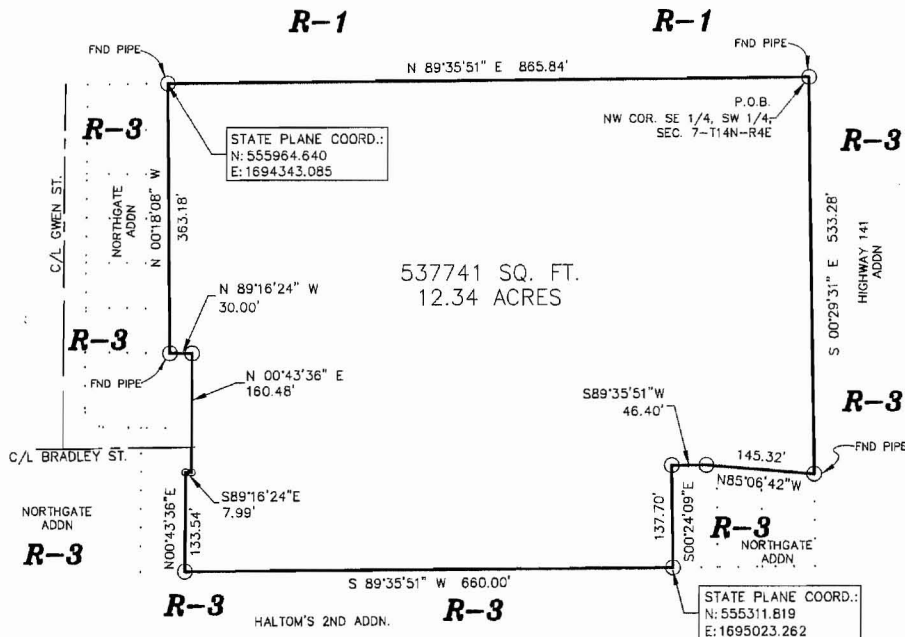 R-1
R-1
FND PIPE
FND PIPE
N 89°35'51" E 865.84'
P.O.B.
NW COR. SE 1/4, SW 1/4,
SEC. 7-T14N-R4E
R-3
STATE PLANE COORD.:
N: 555964.640
E: 1694343.085
R-3
C/L GWEN ST.
NORTHGATE
ADDN
N 00°18'08" W
363.18'
537741 SQ. FT.
12.34 ACRES
S 00°29'31" E 533.28'
HIGHWAY 141
ADDN
N 89°16'24" W
30.00'
R-3
FND PIPE
N 00°43'36" E
160.48'
S89°35'51"W
46.40'
R-3
C/L BRADLEY ST.
145.32'
N85°06'42"W
FND PIPE
S89°16'24"E
7.99'
NORTHGATE
ADDN
R-3
N00°43'36"E
133.54'
137.70'
S00°24'09"E
R-3
NORTHGATE
ADDN
S 89°35'51" W 660.00'
R-3
HALTOM'S 2ND ADDN.
R-3
STATE PLANE COORD.:
N: 555311.819
E: 1695023.262